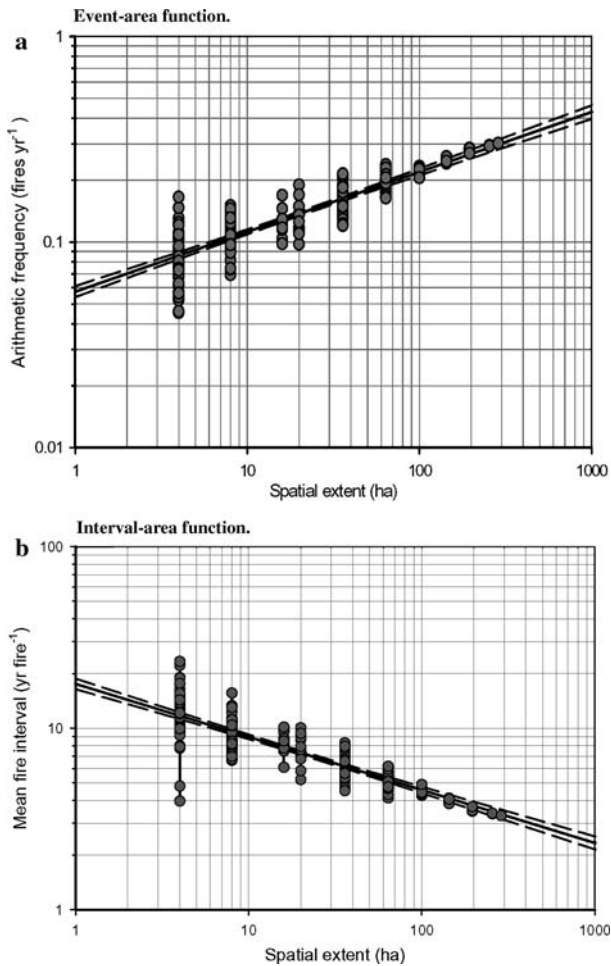 Event-area function.
a
Arithmetic frequency (fires yr-1 )
1
0.1
0.01
1 10 100 1000
Spatial extent (ha)
Interval-area function.
b
Mean fire interval (yr fire-1)
100
10
1
1 10 100 1000
Spatial extent (ha)